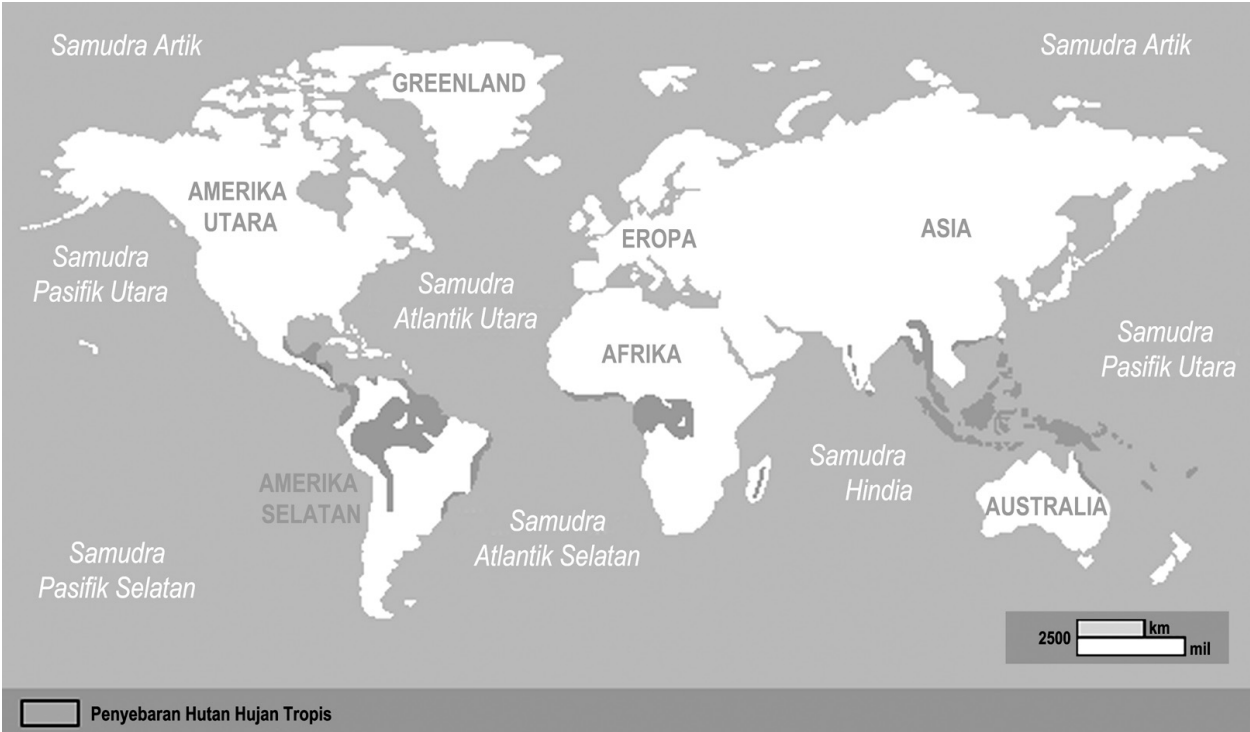 Samudra Artik
Samudra Artik
GREENLAND
AMERIKA
UTARA
EROPA
ASIA
Samudra
Pasifik Utara
Samudra
Atlantik Utara
AFRIKA
Samudra
Pasifik Utara
Samudra
Hindia
AMERIKA
SELATAN
AUSTRALIA
Samudra
Atlantik Selatan
Samudra
Pasifik Selatan
2500
km
mil
Penyebaran Hutan Hujan Tropis